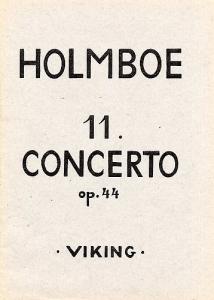 HOLMBOE
11.
CONCERTO
op. 44
· VIKING ·